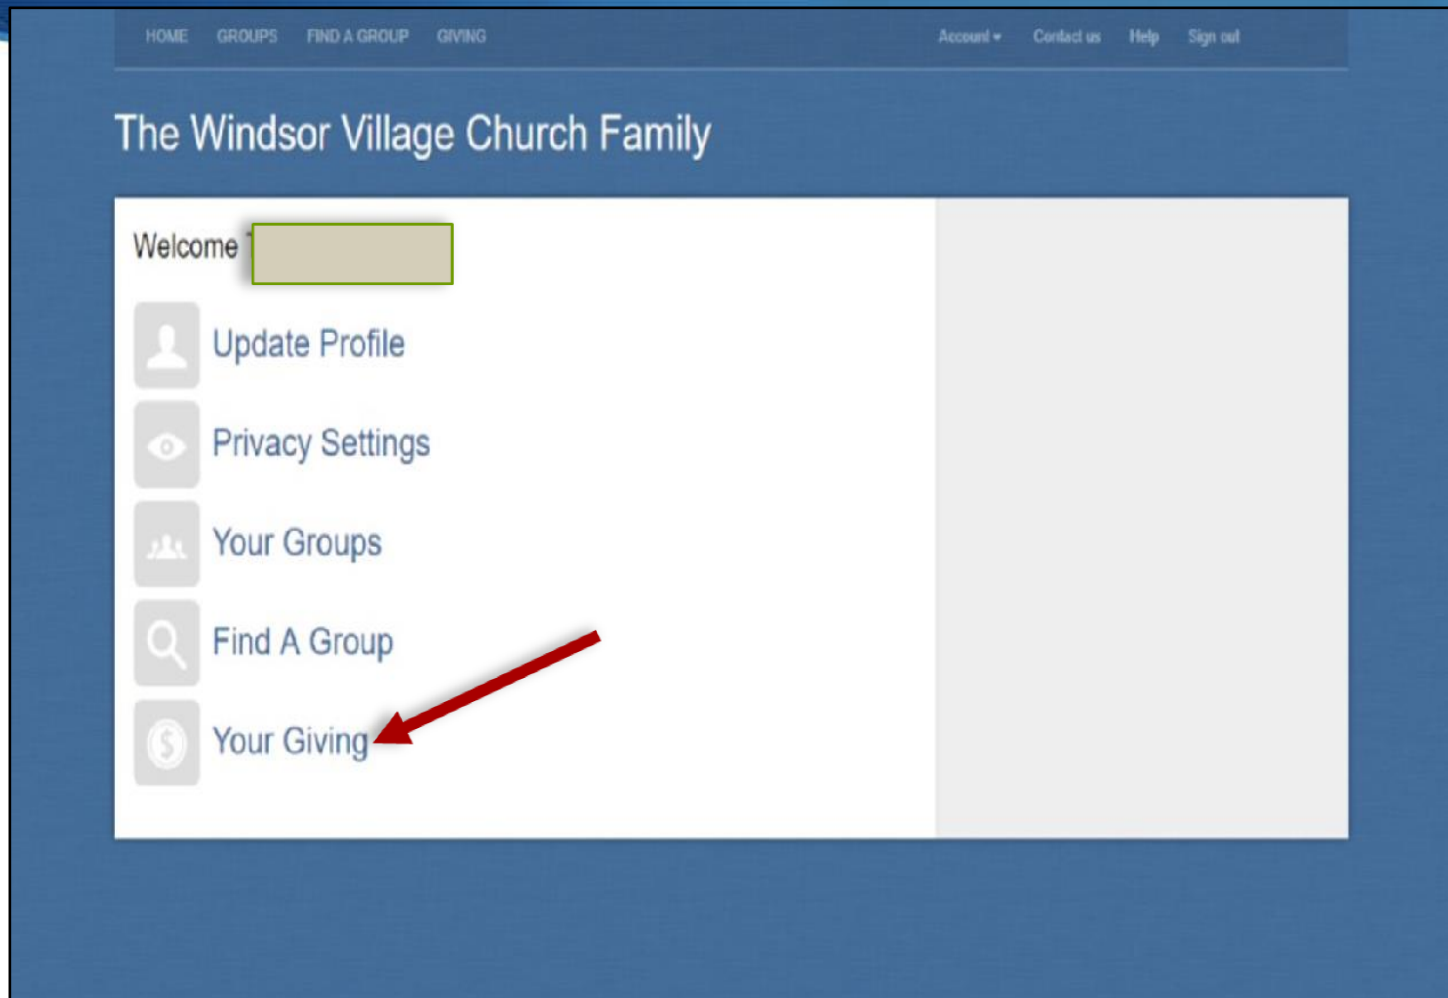 HOME GROUPS FIND A GROUP GIVING Account Contact us Help Sign out
The Windsor Village Church Family
Welcome
Update Profile
Privacy Settings
Your Groups
Find A Group
Your Giving